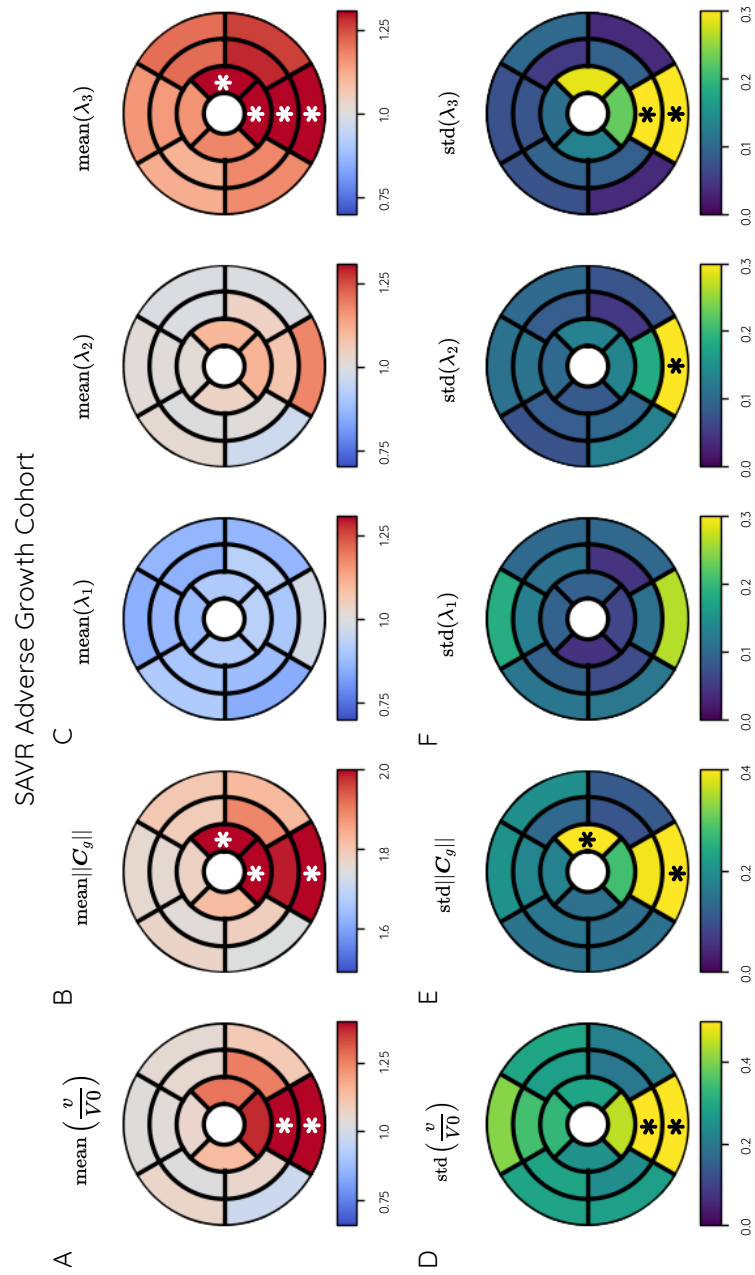 SAVR Adverse Growth Cohort
A
B
C
mean(v/V0)
mean||C_g||
mean(λ₁)
mean(λ₂)
mean(λ₃)
* *
* * *
* * * *
0.75 1.0 1.25
1.6 1.8 2.0
0.75 1.0 1.25
0.75 1.0 1.25
0.75 1.0 1.25
D
E
F
std(v/V0)
std||C_g||
std(λ₁)
std(λ₂)
std(λ₃)
* *
* *
*
* *
0.0 0.2 0.4
0.0 0.2 0.4
0.0 0.1 0.2 0.3
0.0 0.1 0.2 0.3
0.0 0.1 0.2 0.3